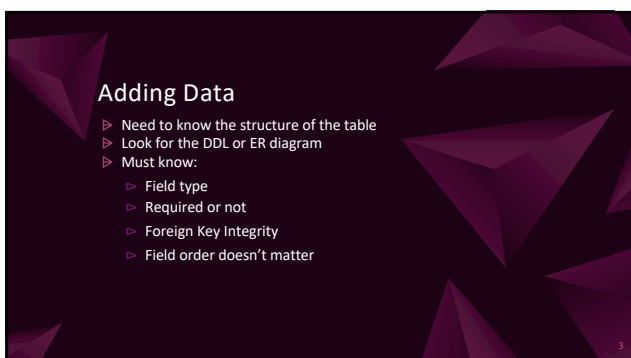 Adding Data
Need to know the structure of the table
Look for the DDL or ER diagram
Must know:
Field type
Required or not
Foreign Key Integrity
Field order doesn’t matter
3